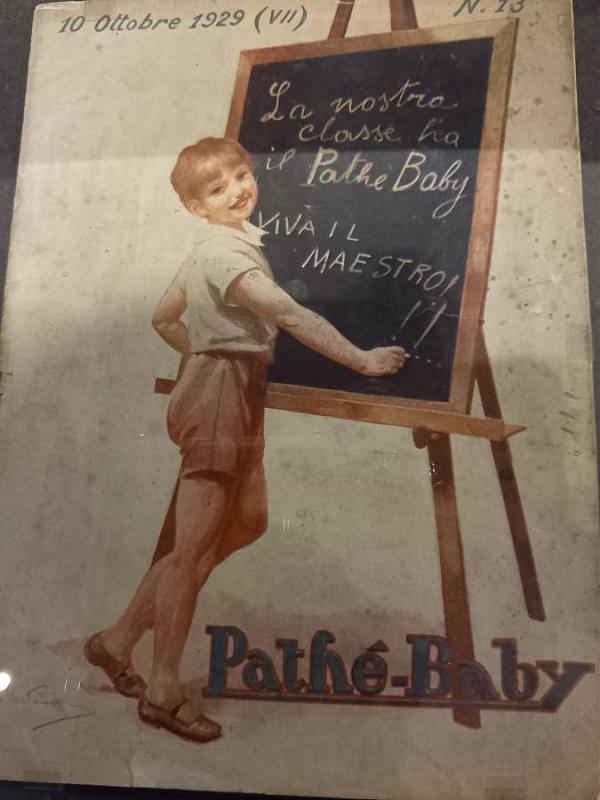 10 Ottobre 1929 (VII)
N. 13
La nostra
classe ha
il Pathé Baby
VIVA IL
MAESTRO!
!!
Pathé-Baby